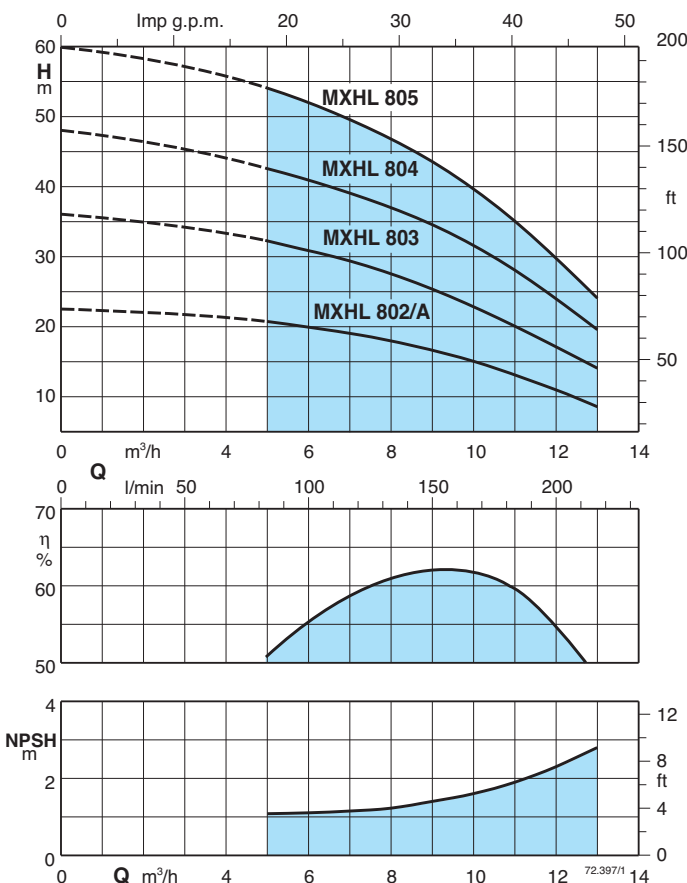 0 Imp g.p.m. 20 30 40 50
60 200
H
m
MXHL 805
50
150
MXHL 804
40
ft
MXHL 803
30 100
MXHL 802/A
20
50
10
0 m³/h 4 6 8 10 12 14
Q
0 l/min 50 100 150 200
70
η
%
60
50
4
12
NPSH
m
8
2
ft
4
0 0
Q m³/h 4 6 8 10 12 14
0
72.397/1